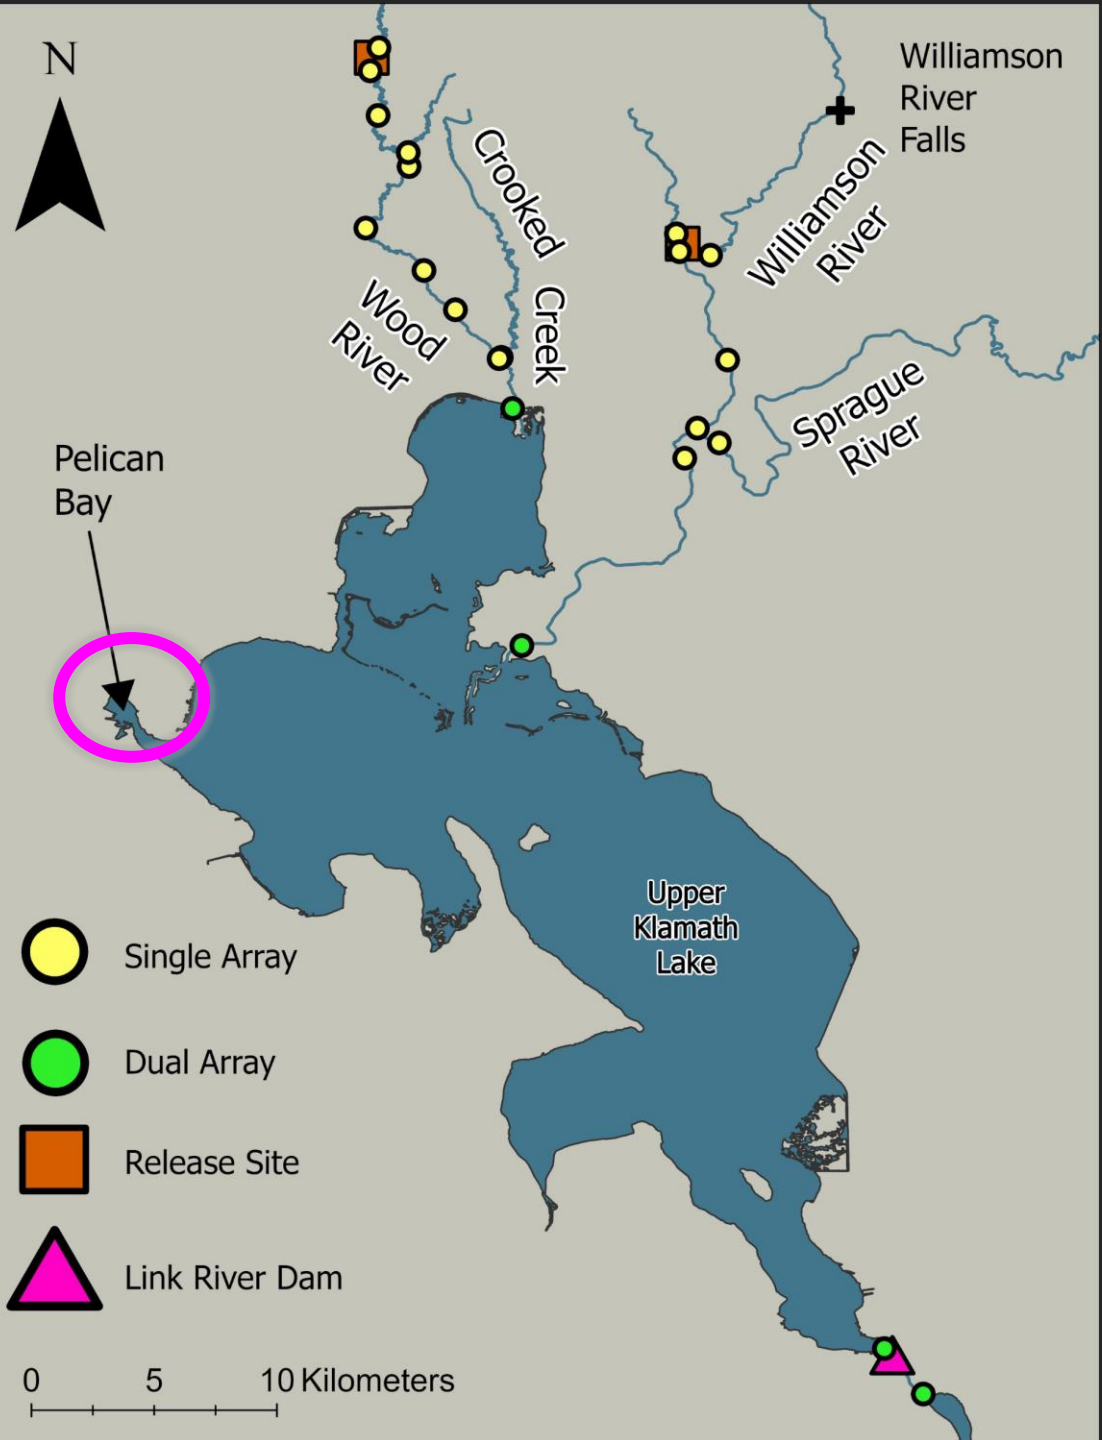 N
Williamson
River
Falls
Crooked
Creek
Williamson
River
Wood
River
Sprague
River
Pelican
Bay
Upper
Klamath
Lake
Single Array
Dual Array
Release Site
Link River Dam
0 5 10 Kilometers